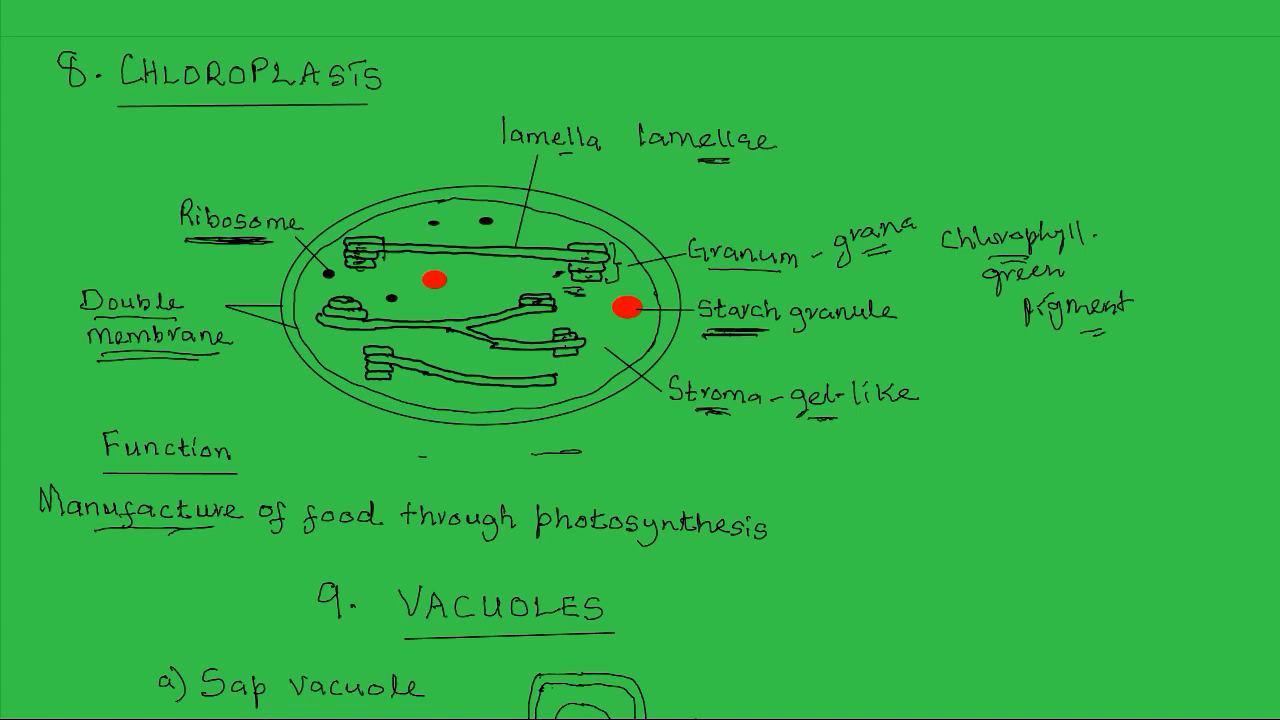 8. CHLOROPLASTS
lamella lamellae
Ribosome
Granum - grana
Chlorophyll.
green
pigment
Double
membrane
Starch granule
Stroma - gel-like
Function
Manufacture of food through photosynthesis
9. VACUOLES
a) Sap vacuole